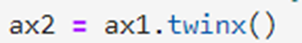 ax2 = ax1.twinx()